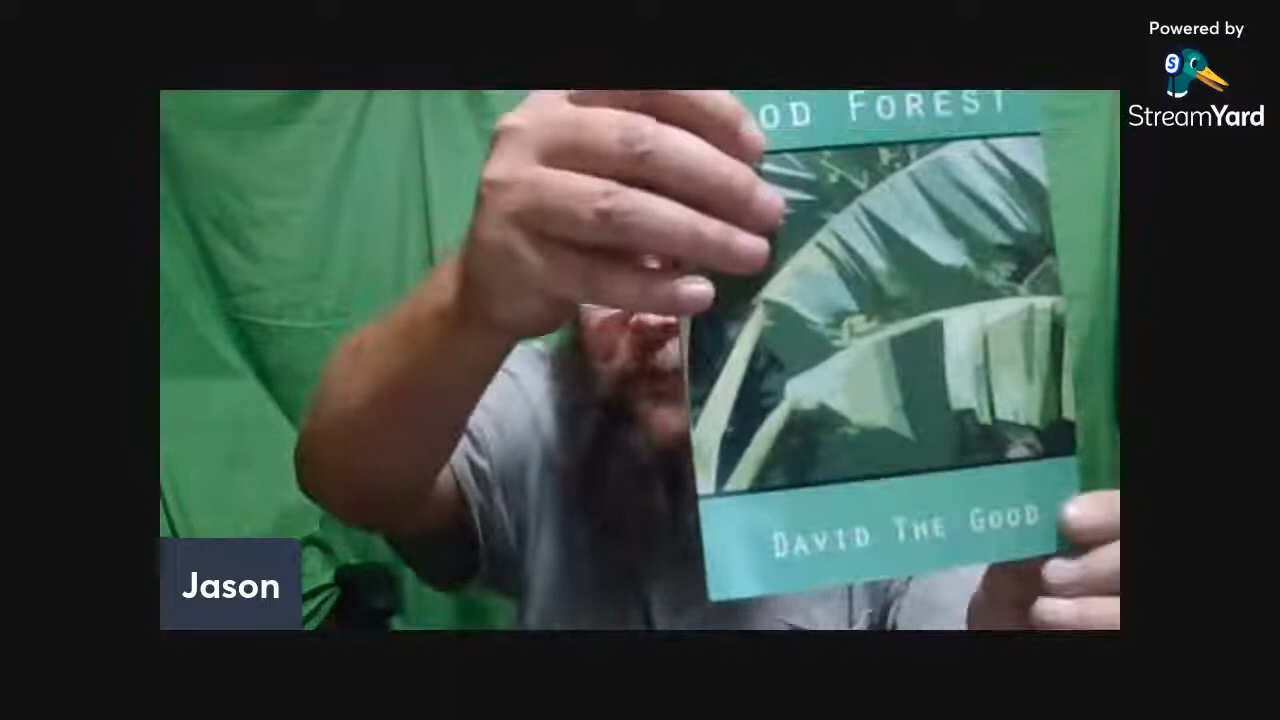 Powered by
S
StreamYard
OD FOREST
DAVID THE GOOD
Jason